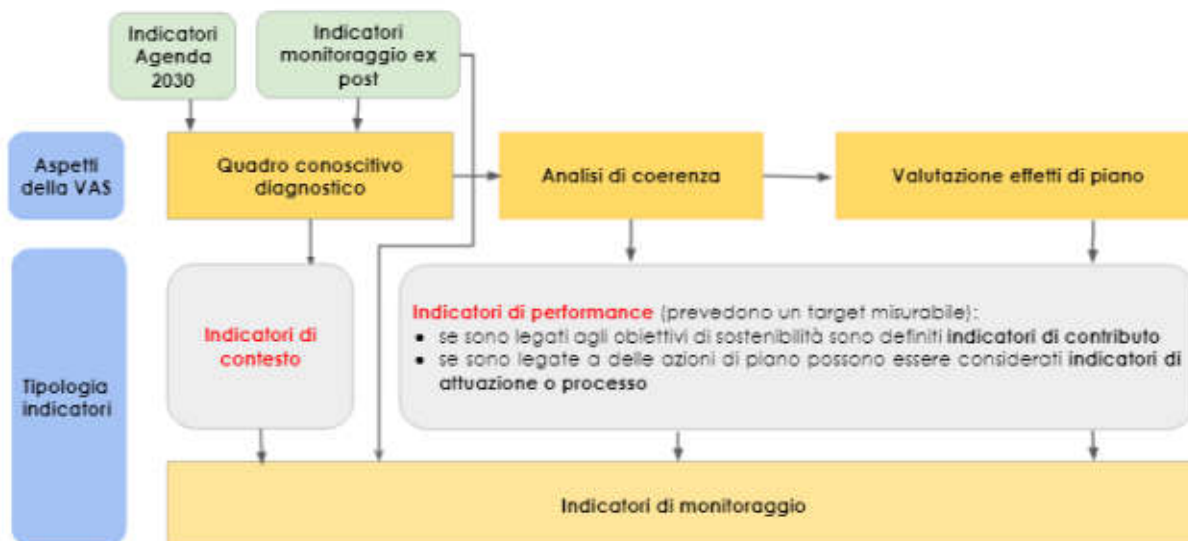 Indicatori
Agenda
2030
Indicatori
monitoraggio ex
post
Aspetti
della VAS
Quadro conoscitivo
diagnostico
Analisi di coerenza
Valutazione effetti di piano
Tipologia
indicatori
Indicatori di
contesto
Indicatori di performance (prevedono un target misurabile):
• se sono legati agli obiettivi di sostenibilità sono definiti indicatori di contributo
• se sono legate a delle azioni di piano possono essere considerati indicatori di
attuazione o processo
Indicatori di monitoraggio